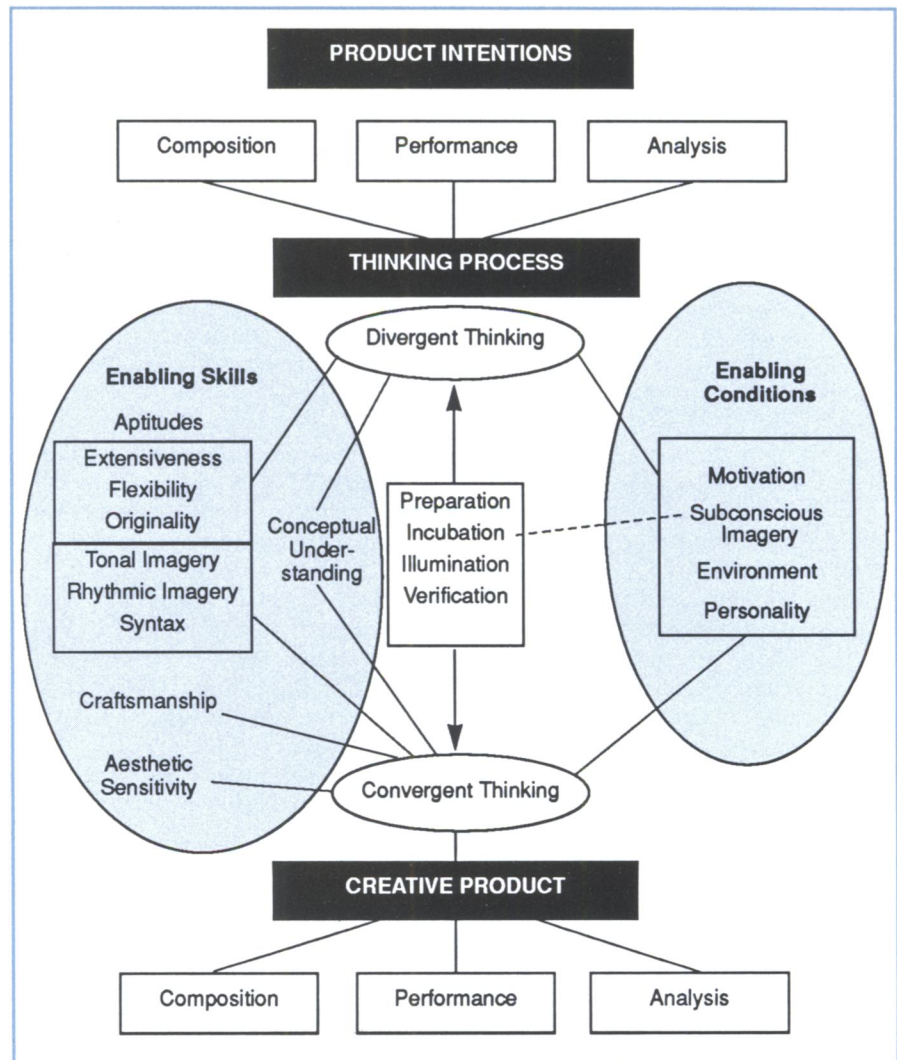 PRODUCT INTENTIONS
Composition
Performance
Analysis
THINKING PROCESS
Divergent Thinking
Enabling Skills
Aptitudes
Extensiveness
Flexibility
Originality
Tonal Imagery
Rhythmic Imagery
Syntax
Conceptual
Under-
standing
Craftsmanship
Aesthetic
Sensitivity
Preparation
Incubation
Illumination
Verification
Enabling
Conditions
Motivation
Subconscious
Imagery
Environment
Personality
Convergent Thinking
CREATIVE PRODUCT
Composition
Performance
Analysis